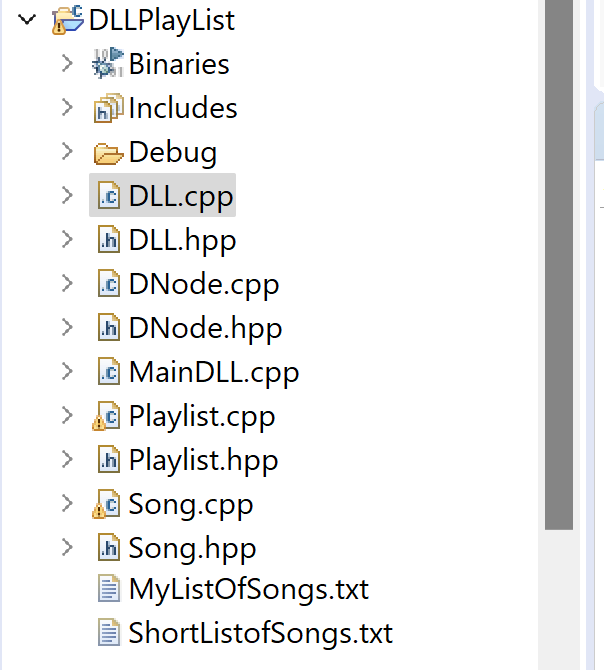 DLLPlayList
Binaries
Includes
Debug
DLL.cpp
DLL.hpp
DNode.cpp
DNode.hpp
MainDLL.cpp
Playlist.cpp
Playlist.hpp
Song.cpp
Song.hpp
MyListOfSongs.txt
ShortListofSongs.txt